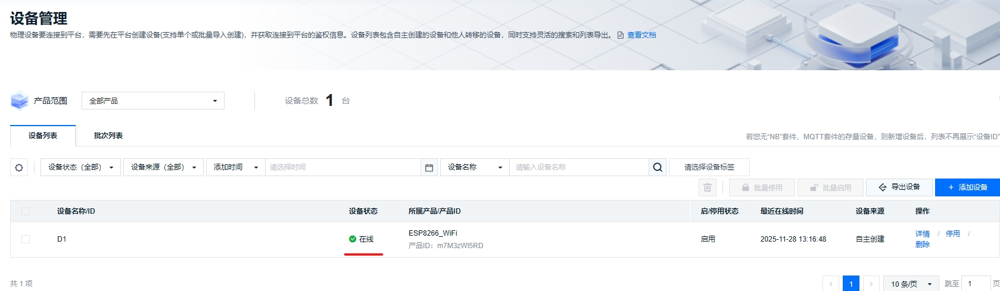 设备管理
物理设备要连接到平台，需要先在平台创建设备(支持单个或批量导入创建)，并获取连接到平台的鉴权信息。设备列表包含自主创建的设备和他人转移的设备，同时支持灵活的搜索和列表导出。 查看文档
产品范围 全部产品 设备总数 1 台
设备列表 批次列表
若您无“NB”套件、MQTT套件的存量设备，则新增设备后，列表不再展示“设备ID”
设备状态（全部） 设备来源（全部） 添加时间 请选择时间 设备名称 请输入设备名称 请选择设备标签
批量停用 批量启用 导出设备 + 添加设备
设备名称/ID 设备状态 所属产品/产品ID 启/停用状态 最近在线时间 设备来源 操作
D1 在线 ESP8266_WiFi 启用 2025-11-28 13:16:48 自主创建 详情 / 停用 /
产品ID：m7M3zWI5RD 删除
共 1 项 < 1 > 10 条/页 跳至 1 页